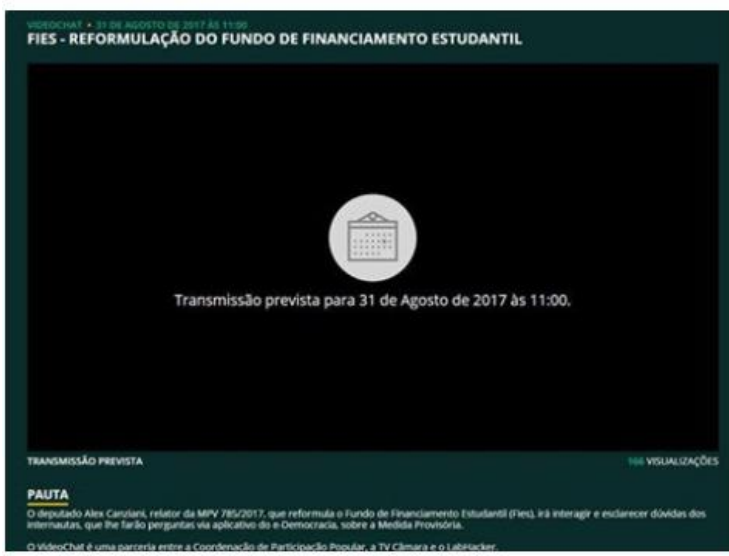 VIDEOCHAT • 31 DE AGOSTO DE 2017 ÀS 11:00
FIES - REFORMULAÇÃO DO FUNDO DE FINANCIAMENTO ESTUDANTIL
Transmissão prevista para 31 de Agosto de 2017 às 11:00.
TRANSMISSÃO PREVISTA
166 VISUALIZAÇÕES
PAUTA
O deputado Alex Canziani, relator da MPV 785/2017, que reformula o Fundo de Financiamento Estudantil (Fies), irá interagir e esclarecer dúvidas dos
internautas, que lhe farão perguntas via aplicativo do e-Democracia, sobre a Medida Provisória.
O VideoChat é uma parceria entre a Coordenação de Participação Popular, a TV Câmara e o LabHacker.